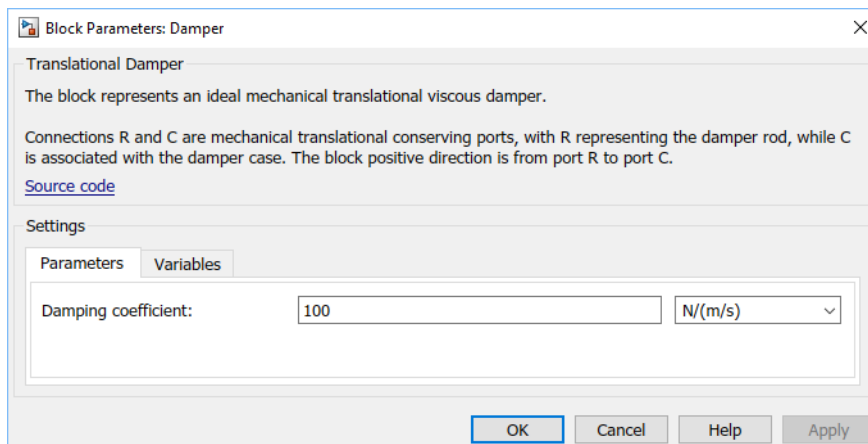 Block Parameters: Damper
Translational Damper
The block represents an ideal mechanical translational viscous damper.
Connections R and C are mechanical translational conserving ports, with R representing the damper rod, while C
is associated with the damper case. The block positive direction is from port R to port C.
Source code
Settings
Parameters Variables
Damping coefficient: 100 N/(m/s)
OK Cancel Help Apply